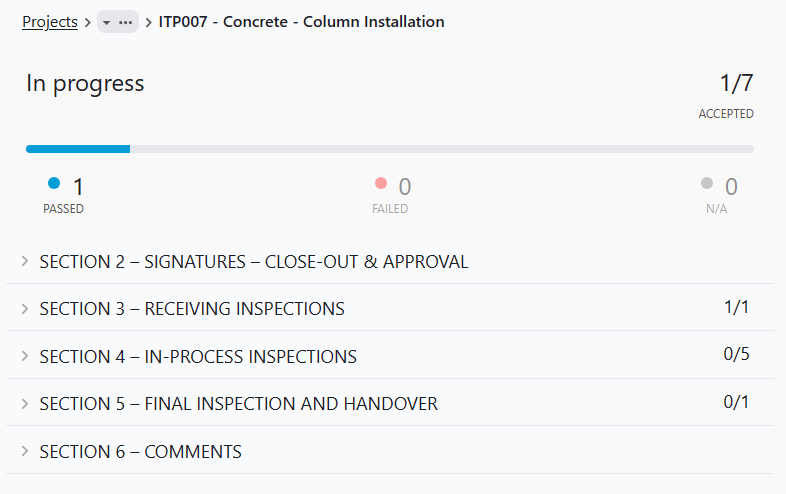 Projects > ... > ITP007 - Concrete - Column Installation
In progress
1/7
ACCEPTED
1
PASSED
0
FAILED
0
N/A
SECTION 2 – SIGNATURES – CLOSE-OUT & APPROVAL
SECTION 3 – RECEIVING INSPECTIONS 1/1
SECTION 4 – IN-PROCESS INSPECTIONS 0/5
SECTION 5 – FINAL INSPECTION AND HANDOVER 0/1
SECTION 6 – COMMENTS